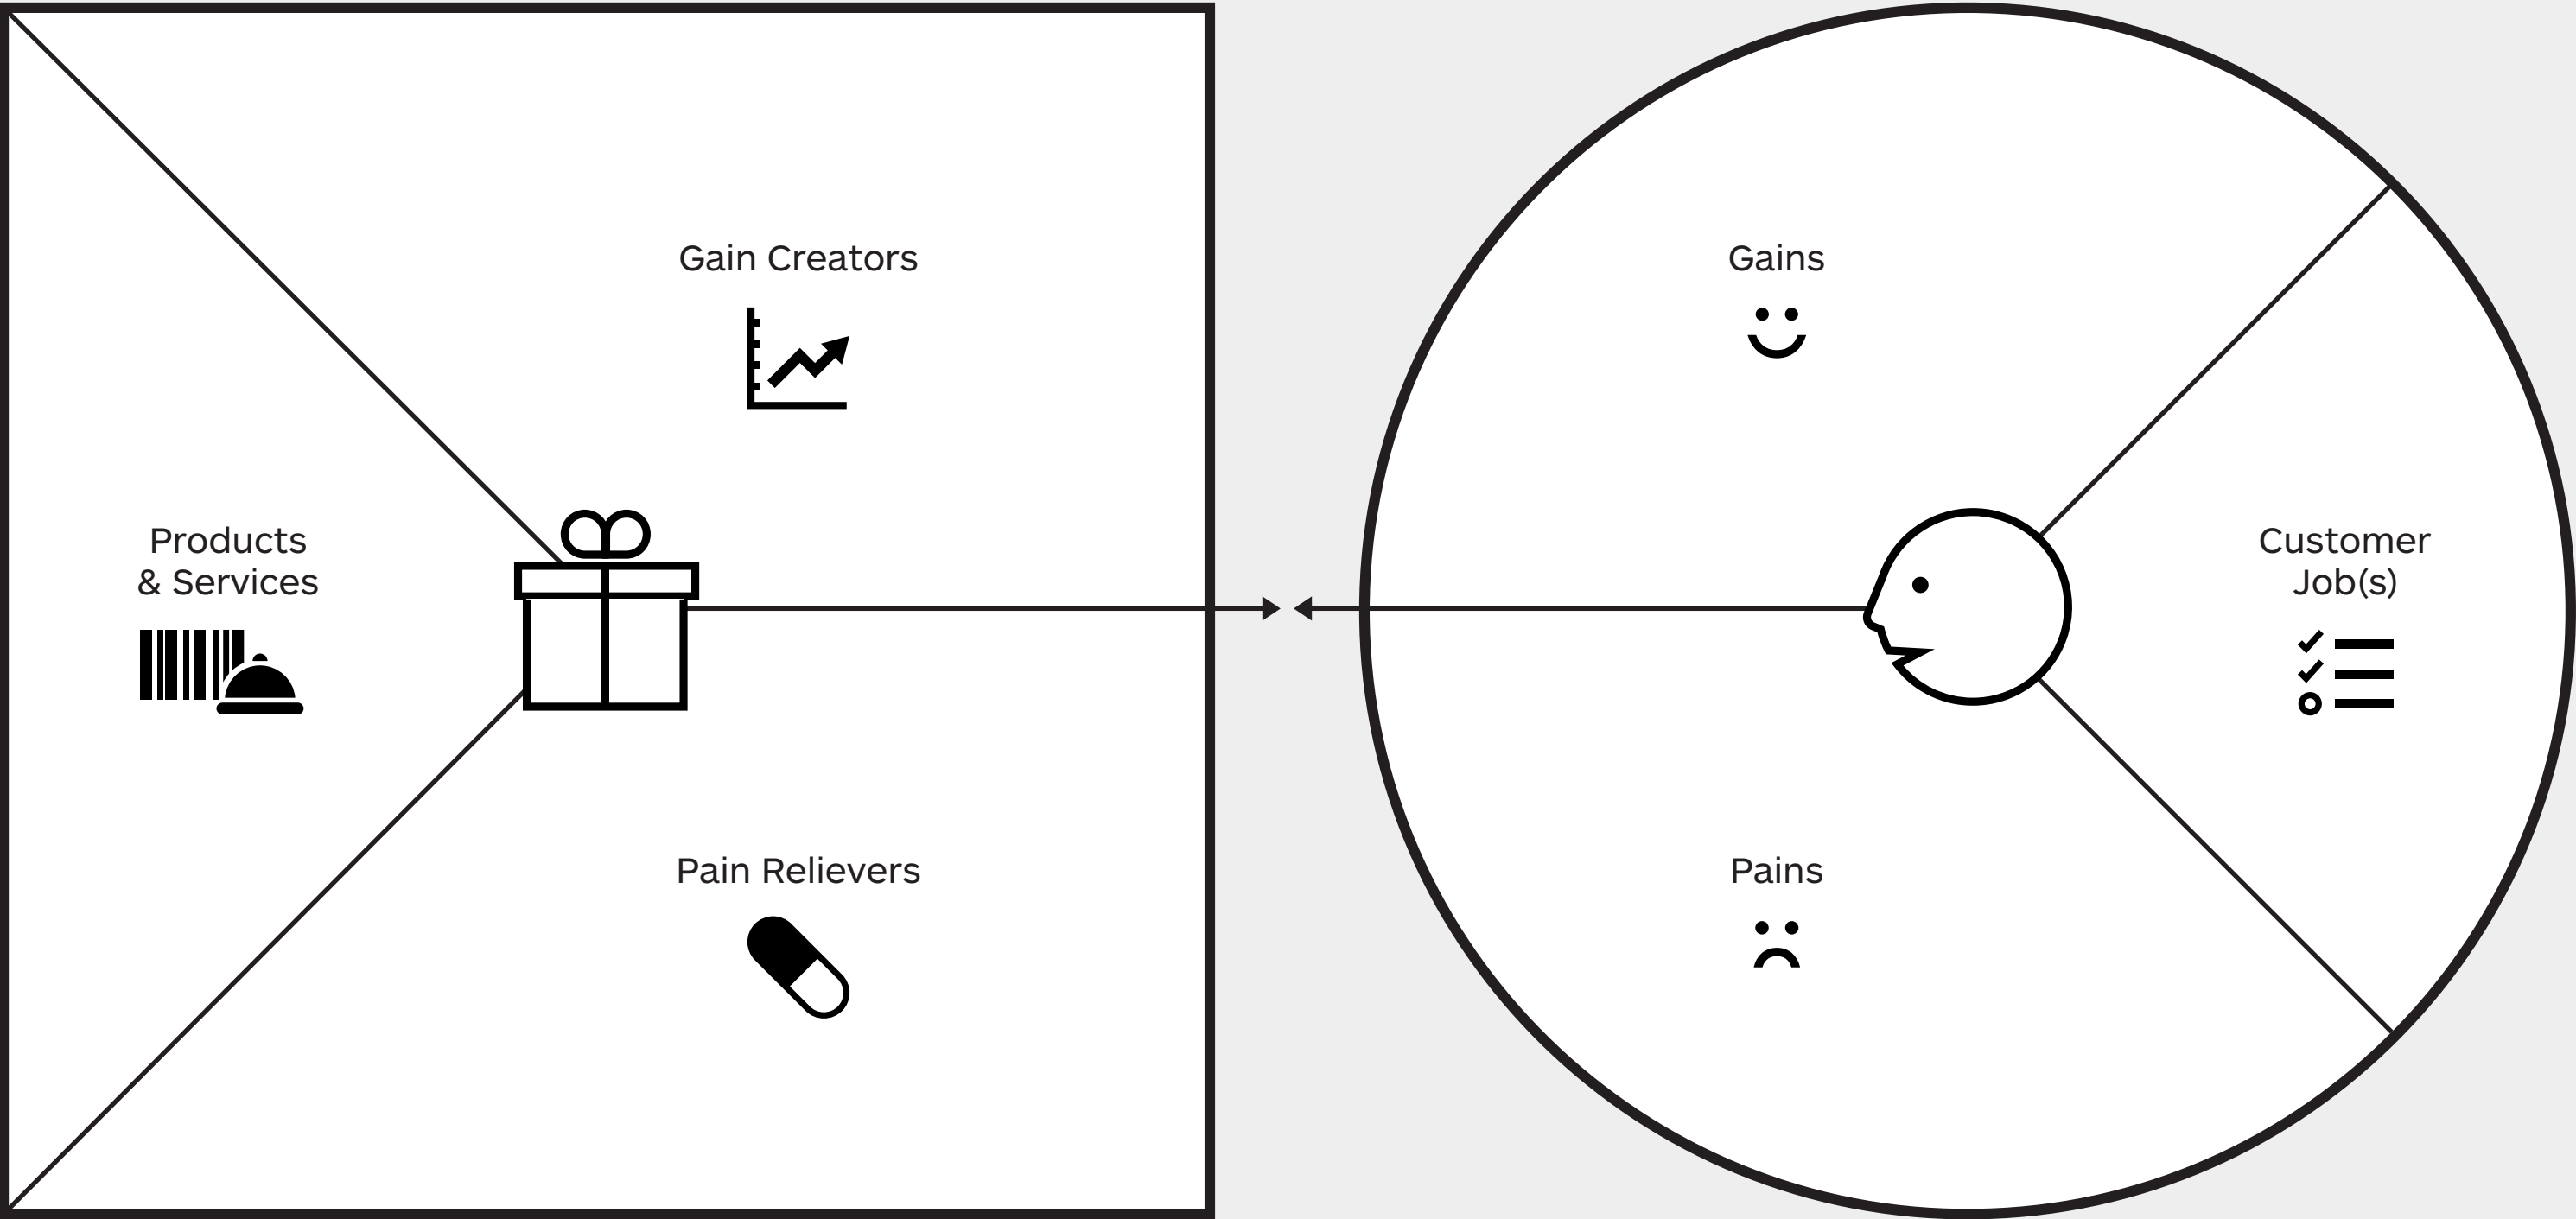 Gain Creators
Gains
Products
& Services
Customer
Job(s)
Pain Relievers
Pains